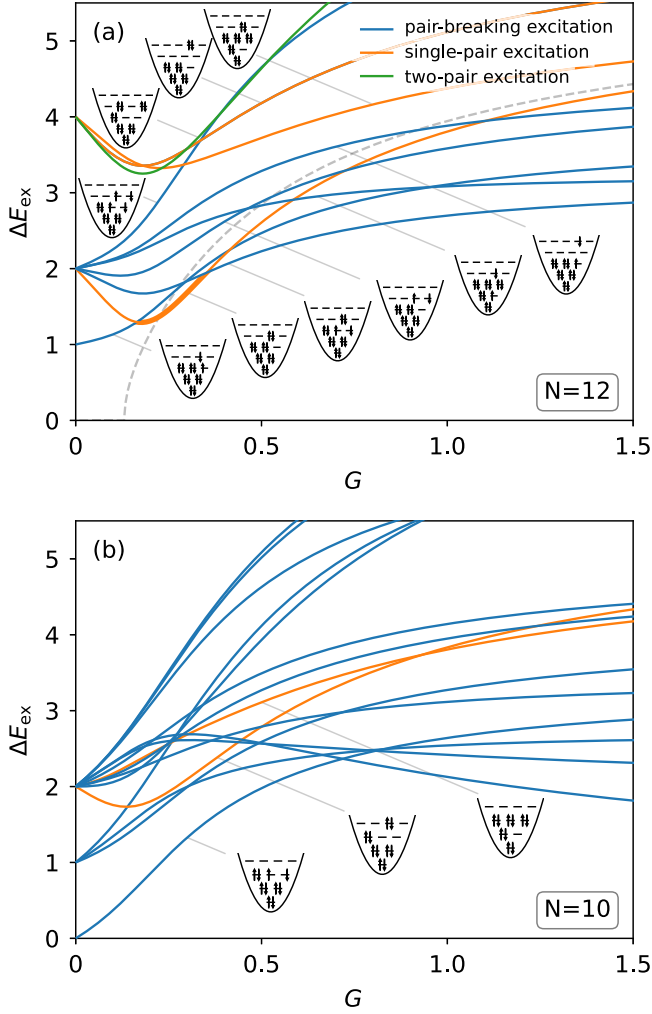 (a)
pair-breaking excitation
single-pair excitation
two-pair excitation
5
4
3
2
1
0
ΔE_ex
N=12
0
0.5
1.0
1.5
G
(b)
5
4
3
2
1
0
ΔE_ex
N=10
0
0.5
1.0
1.5
G